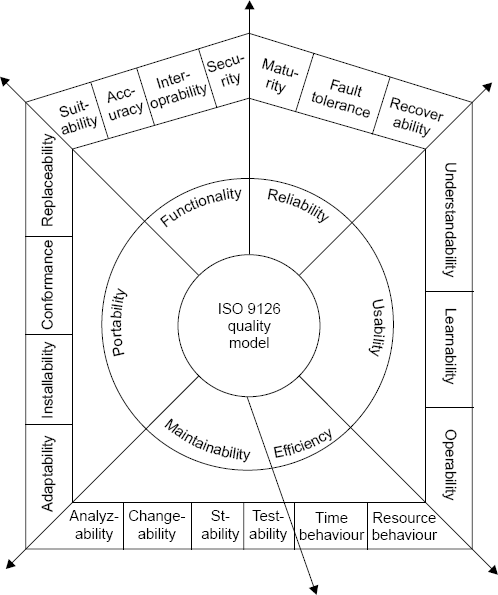 Suit-
ability
Acc-
uracy
Inter-
oprability
Secu-
rity
Matu-
rity
Fault
tolerance
Recover
ability
Replaceability
Conformance
Installability
Adaptability
Understandability
Learnability
Operability
Functionality
Reliability
Portability
Usability
Maintainability
Efficiency
ISO 9126
quality
model
Analyz-
ability
Change-
ability
St-
ability
Test-
ability
Time
behaviour
Resource
behaviour